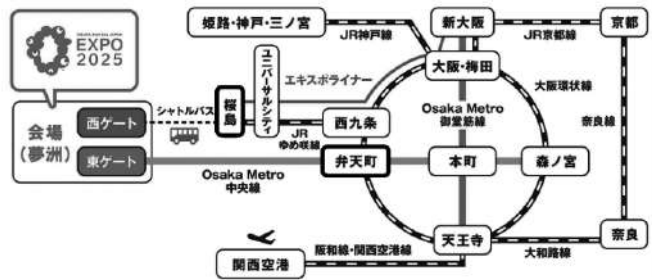 EXPO
2025
会場
(夢洲)
西ゲート
東ゲート
シャトルバス
桜島
ユニバーサルシティ
エキスポライナー
JR
ゆめ咲線
西九条
姫路・神戸・三ノ宮
JR神戸線
新大阪
JR京都線
京都
大阪・梅田
大阪環状線
Osaka Metro
御堂筋線
奈良線
Osaka Metro
中央線
弁天町
本町
森ノ宮
天王寺
大和路線
奈良
阪和線・関西空港線
関西空港